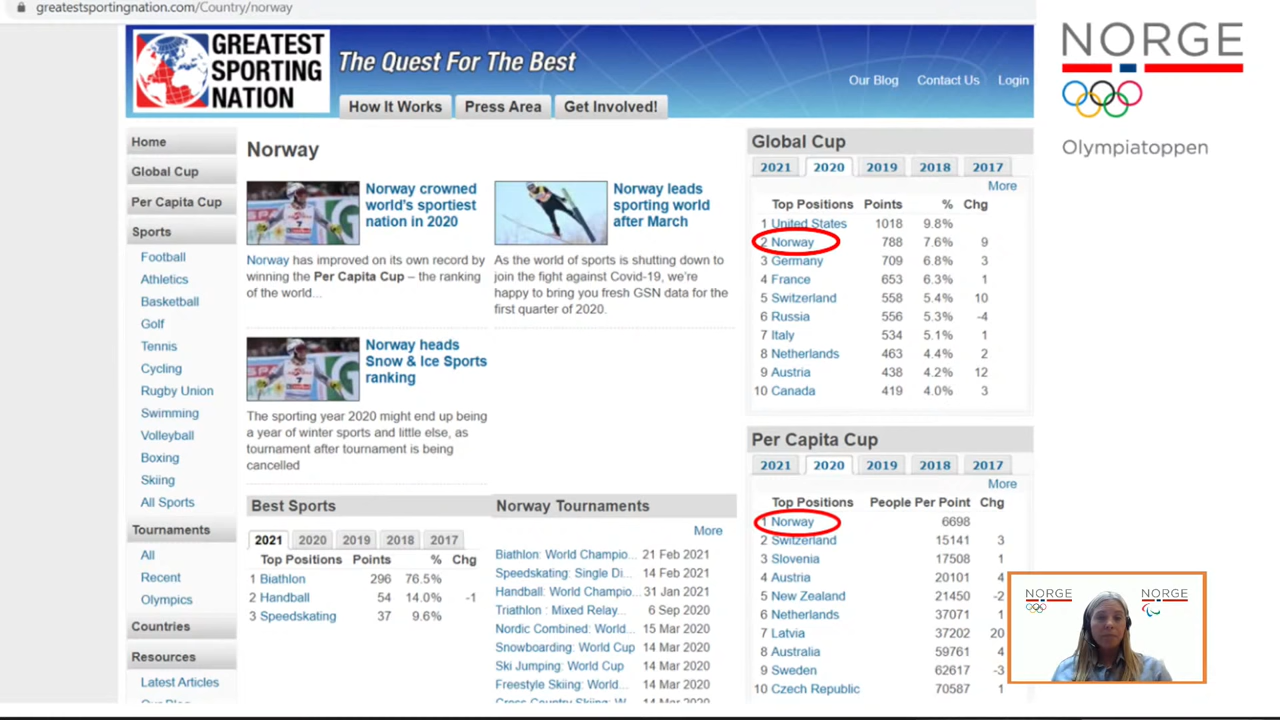 greatestsportingnation.com/Country/norway
GREATEST
SPORTING
NATION
The Quest For The Best
Our Blog Contact Us Login
How It Works Press Area Get Involved!
NORGE
Olympiatoppen
Home
Global Cup
Per Capita Cup
Sports
Football
Athletics
Basketball
Golf
Tennis
Cycling
Rugby Union
Swimming
Volleyball
Boxing
Skiing
All Sports
Tournaments
All
Recent
Olympics
Countries
Resources
Latest Articles
Norway
Norway crowned
world's sportiest
nation in 2020
Norway has improved on its own record by
winning the Per Capita Cup – the ranking
of the world...
Norway leads
sporting world
after March
As the world of sports is shutting down to
join the fight against Covid-19, we're
happy to bring you fresh GSN data for the
first quarter of 2020.
Norway heads
Snow & Ice Sports
ranking
The sporting year 2020 might end up being
a year of winter sports and little else, as
tournament after tournament is being
cancelled
Best Sports
2021 2020 2019 2018 2017
Top Positions Points % Chg
1 Biathlon 296 76.5%
2 Handball 54 14.0% -1
3 Speedskating 37 9.6%
Norway Tournaments
More
Biathlon: World Champio... 21 Feb 2021
Speedskating: Single Di... 14 Feb 2021
Handball: World Champio... 31 Jan 2021
Triathlon : Mixed Relay... 6 Sep 2020
Nordic Combined: World... 15 Mar 2020
Snowboarding: World Cup 14 Mar 2020
Ski Jumping: World Cup 14 Mar 2020
Freestyle Skiing: World... 14 Mar 2020
Global Cup
2021 2020 2019 2018 2017
More
Top Positions Points % Chg
1 United States 1018 9.8%
2 Norway 788 7.6% 9
3 Germany 709 6.8% 3
4 France 653 6.3% 1
5 Switzerland 558 5.4% 10
6 Russia 556 5.3% -4
7 Italy 534 5.1% 1
8 Netherlands 463 4.4% 2
9 Austria 438 4.2% 12
10 Canada 419 4.0% 3
Per Capita Cup
2021 2020 2019 2018 2017
More
Top Positions People Per Point Chg
1 Norway 6698
2 Switzerland 15141 3
3 Slovenia 17508 1
4 Austria 20101 4
5 New Zealand 21450 -2
6 Netherlands 37071 1
7 Latvia 37202 20
8 Australia 59761 4
9 Sweden 62617 -3
10 Czech Republic 70587 1
NORGE NORGE